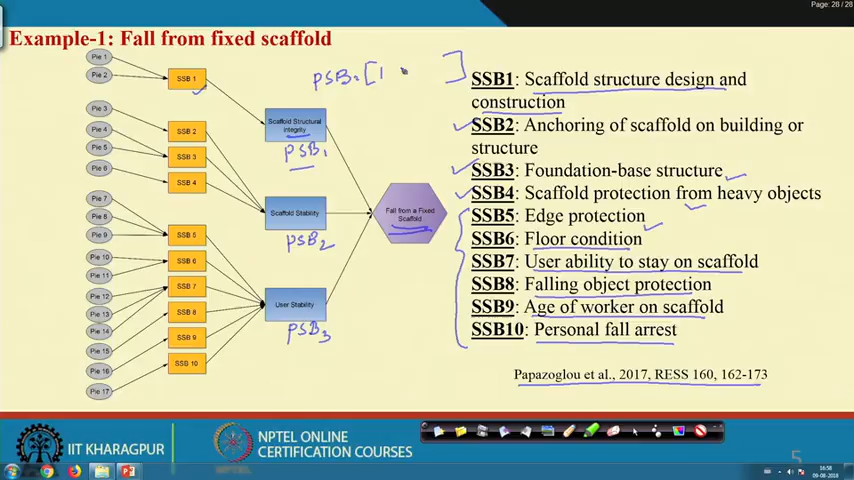 Page: 28 / 28
Example-1: Fall from fixed scaffold
Pie 1
Pie 2
Pie 3
Pie 4
Pie 5
Pie 6
Pie 7
Pie 8
Pie 9
Pie 10
Pie 11
Pie 12
Pie 13
Pie 14
Pie 15
Pie 16
Pie 17
SSB 1
SSB 2
SSB 3
SSB 4
SSB 5
SSB 6
SSB 7
SSB 8
SSB 9
SSB 10
PSB = [1 ]
Scaffold Structural
integrity
PSB1
Scaffold Stability
PSB2
User Stability
PSB3
Fall from a Fixed
Scaffold
SSB1: Scaffold structure design and
construction
SSB2: Anchoring of scaffold on building or
structure
SSB3: Foundation-base structure
SSB4: Scaffold protection from heavy objects
SSB5: Edge protection
SSB6: Floor condition
SSB7: User ability to stay on scaffold
SSB8: Falling object protection
SSB9: Age of worker on scaffold
SSB10: Personal fall arrest
Papazoglou et al., 2017, RESS 160, 162-173
IIT KHARAGPUR
NPTEL ONLINE
CERTIFICATION COURSES
5
16:58
09-08-2018